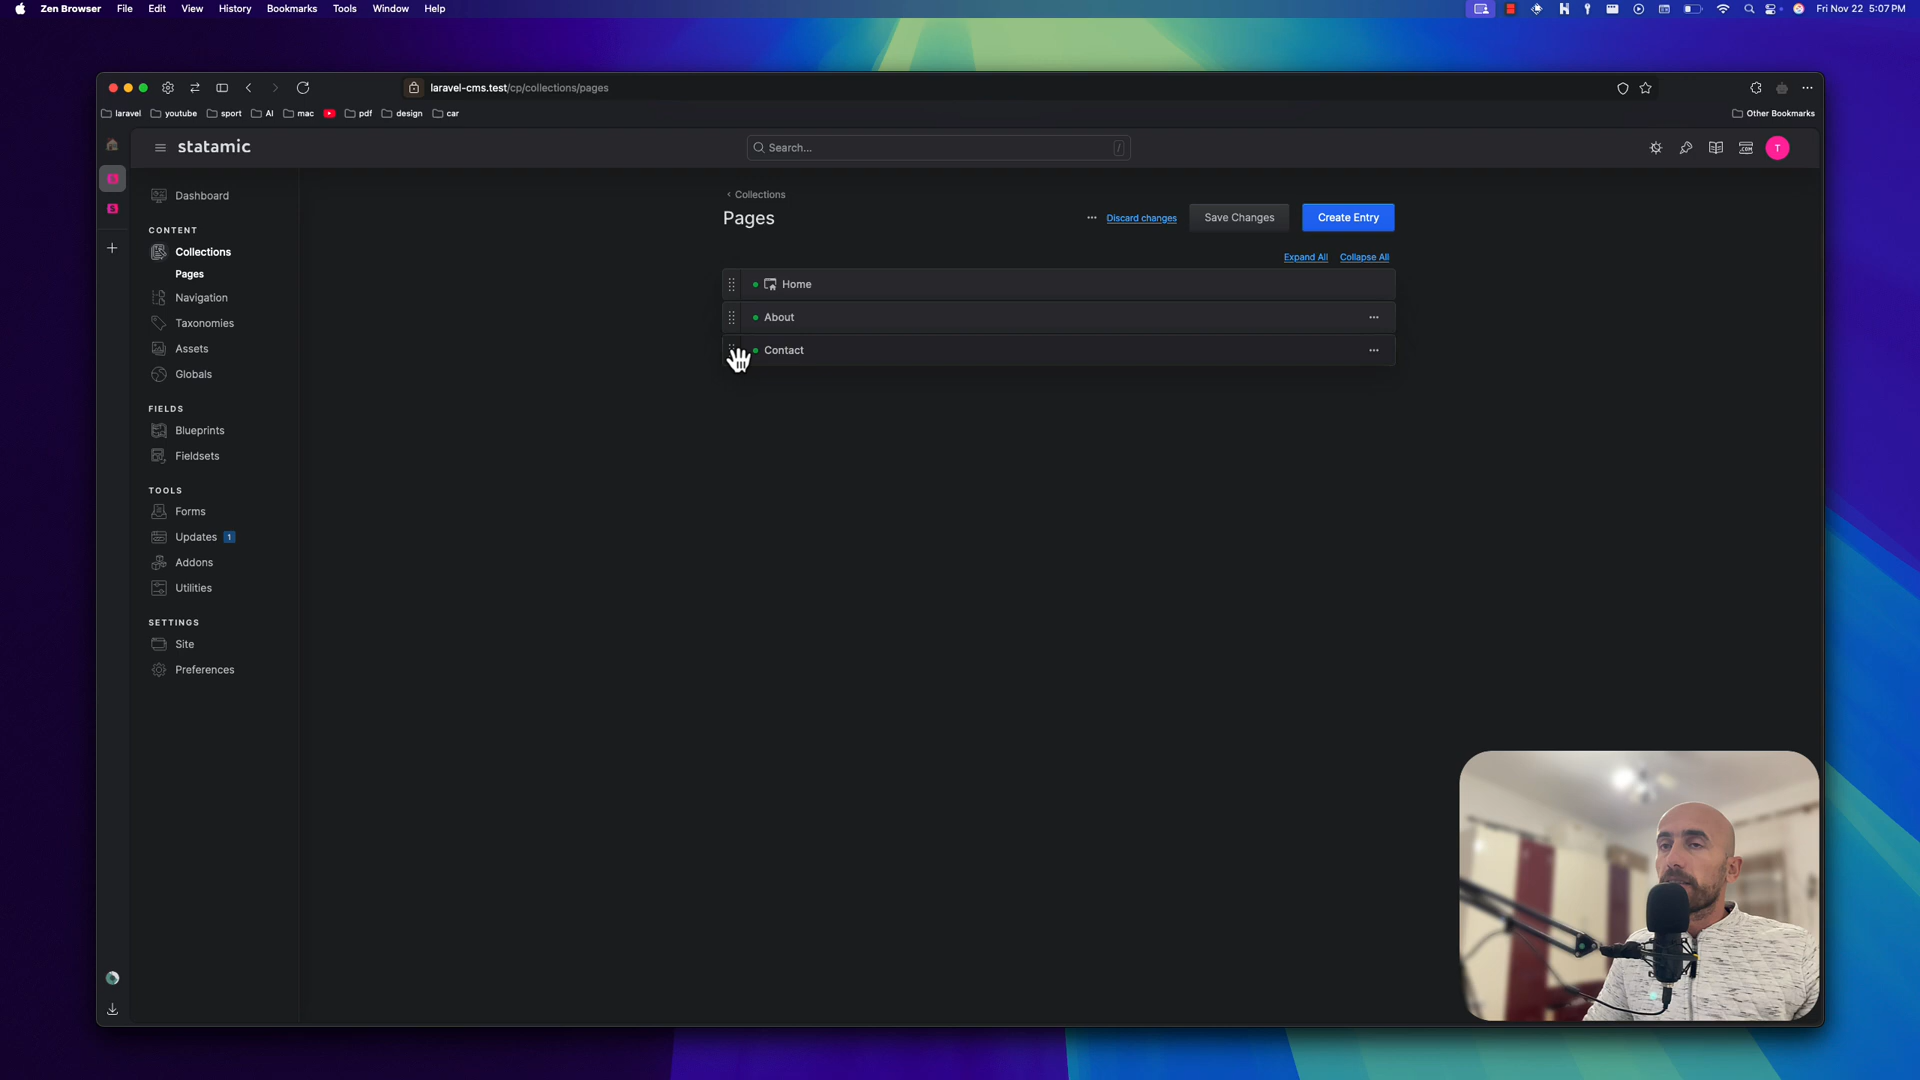 Zen Browser File Edit View History Bookmarks Tools Window Help
Fri Nov 22 5:07 PM
laravel-cms.test/cp/collections/pages
laravel youtube sport AI mac pdf design car
Other Bookmarks
statamic
Search...
/
T
Dashboard
CONTENT
Collections
Pages
Navigation
Taxonomies
Assets
Globals
FIELDS
Blueprints
Fieldsets
TOOLS
Forms
Updates 1
Addons
Utilities
SETTINGS
Site
Preferences
‹ Collections
Pages
Discard changes
Save Changes
Create Entry
Expand All Collapse All
Home
About
Contact